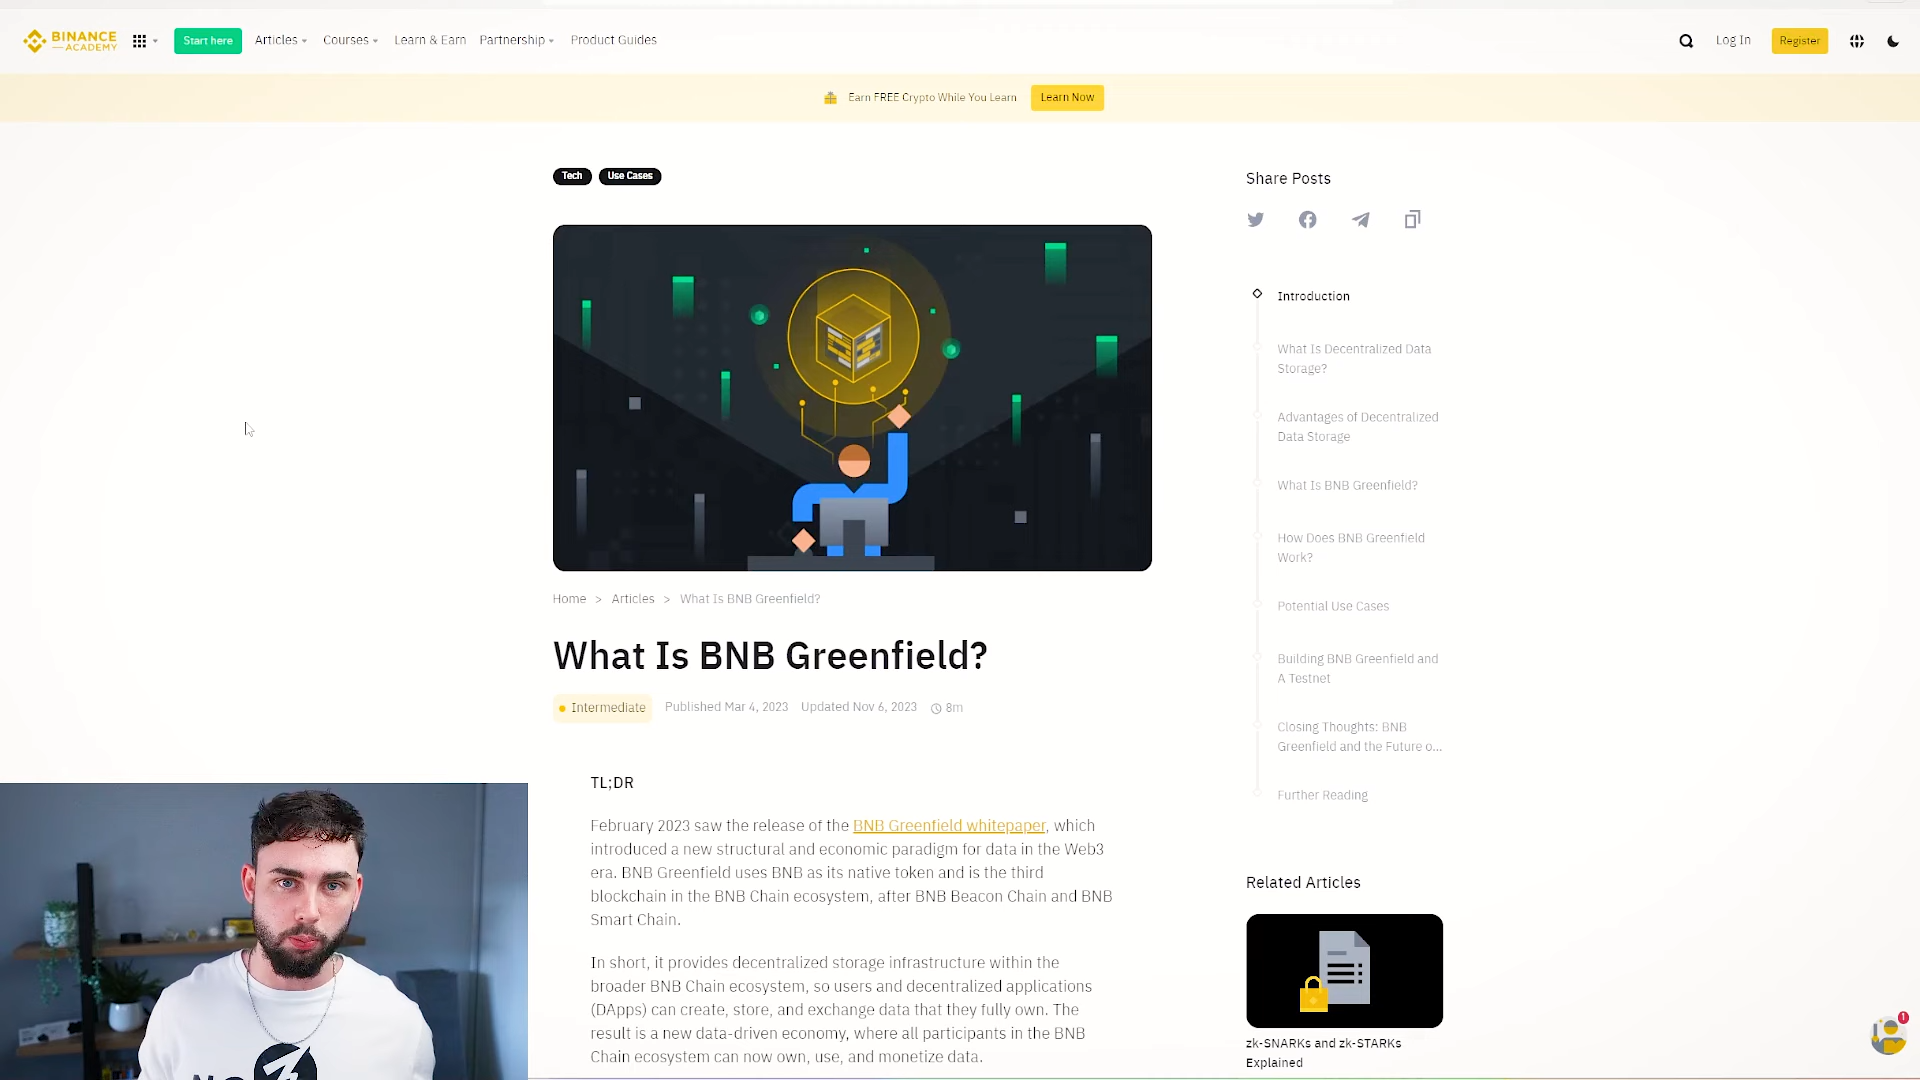 BINANCE
ACADEMY
Start here
Articles
Courses
Learn & Earn
Partnership
Product Guides
Log In
Register
Earn FREE Crypto While You Learn
Learn Now
Tech
Use Cases
Share Posts
Introduction
What Is Decentralized Data
Storage?
Advantages of Decentralized
Data Storage
What Is BNB Greenfield?
How Does BNB Greenfield
Work?
Potential Use Cases
Building BNB Greenfield and
A Testnet
Closing Thoughts: BNB
Greenfield and the Future o...
Further Reading
Home > Articles > What Is BNB Greenfield?
What Is BNB Greenfield?
Intermediate
Published Mar 4, 2023
Updated Nov 6, 2023
8m
TL;DR
February 2023 saw the release of the BNB Greenfield whitepaper, which
introduced a new structural and economic paradigm for data in the Web3
era. BNB Greenfield uses BNB as its native token and is the third
blockchain in the BNB Chain ecosystem, after BNB Beacon Chain and BNB
Smart Chain.
In short, it provides decentralized storage infrastructure within the
broader BNB Chain ecosystem, so users and decentralized applications
(DApps) can create, store, and exchange data that they fully own. The
result is a new data-driven economy, where all participants in the BNB
Chain ecosystem can now own, use, and monetize data.
Related Articles
zk-SNARKs and zk-STARKs
Explained
1